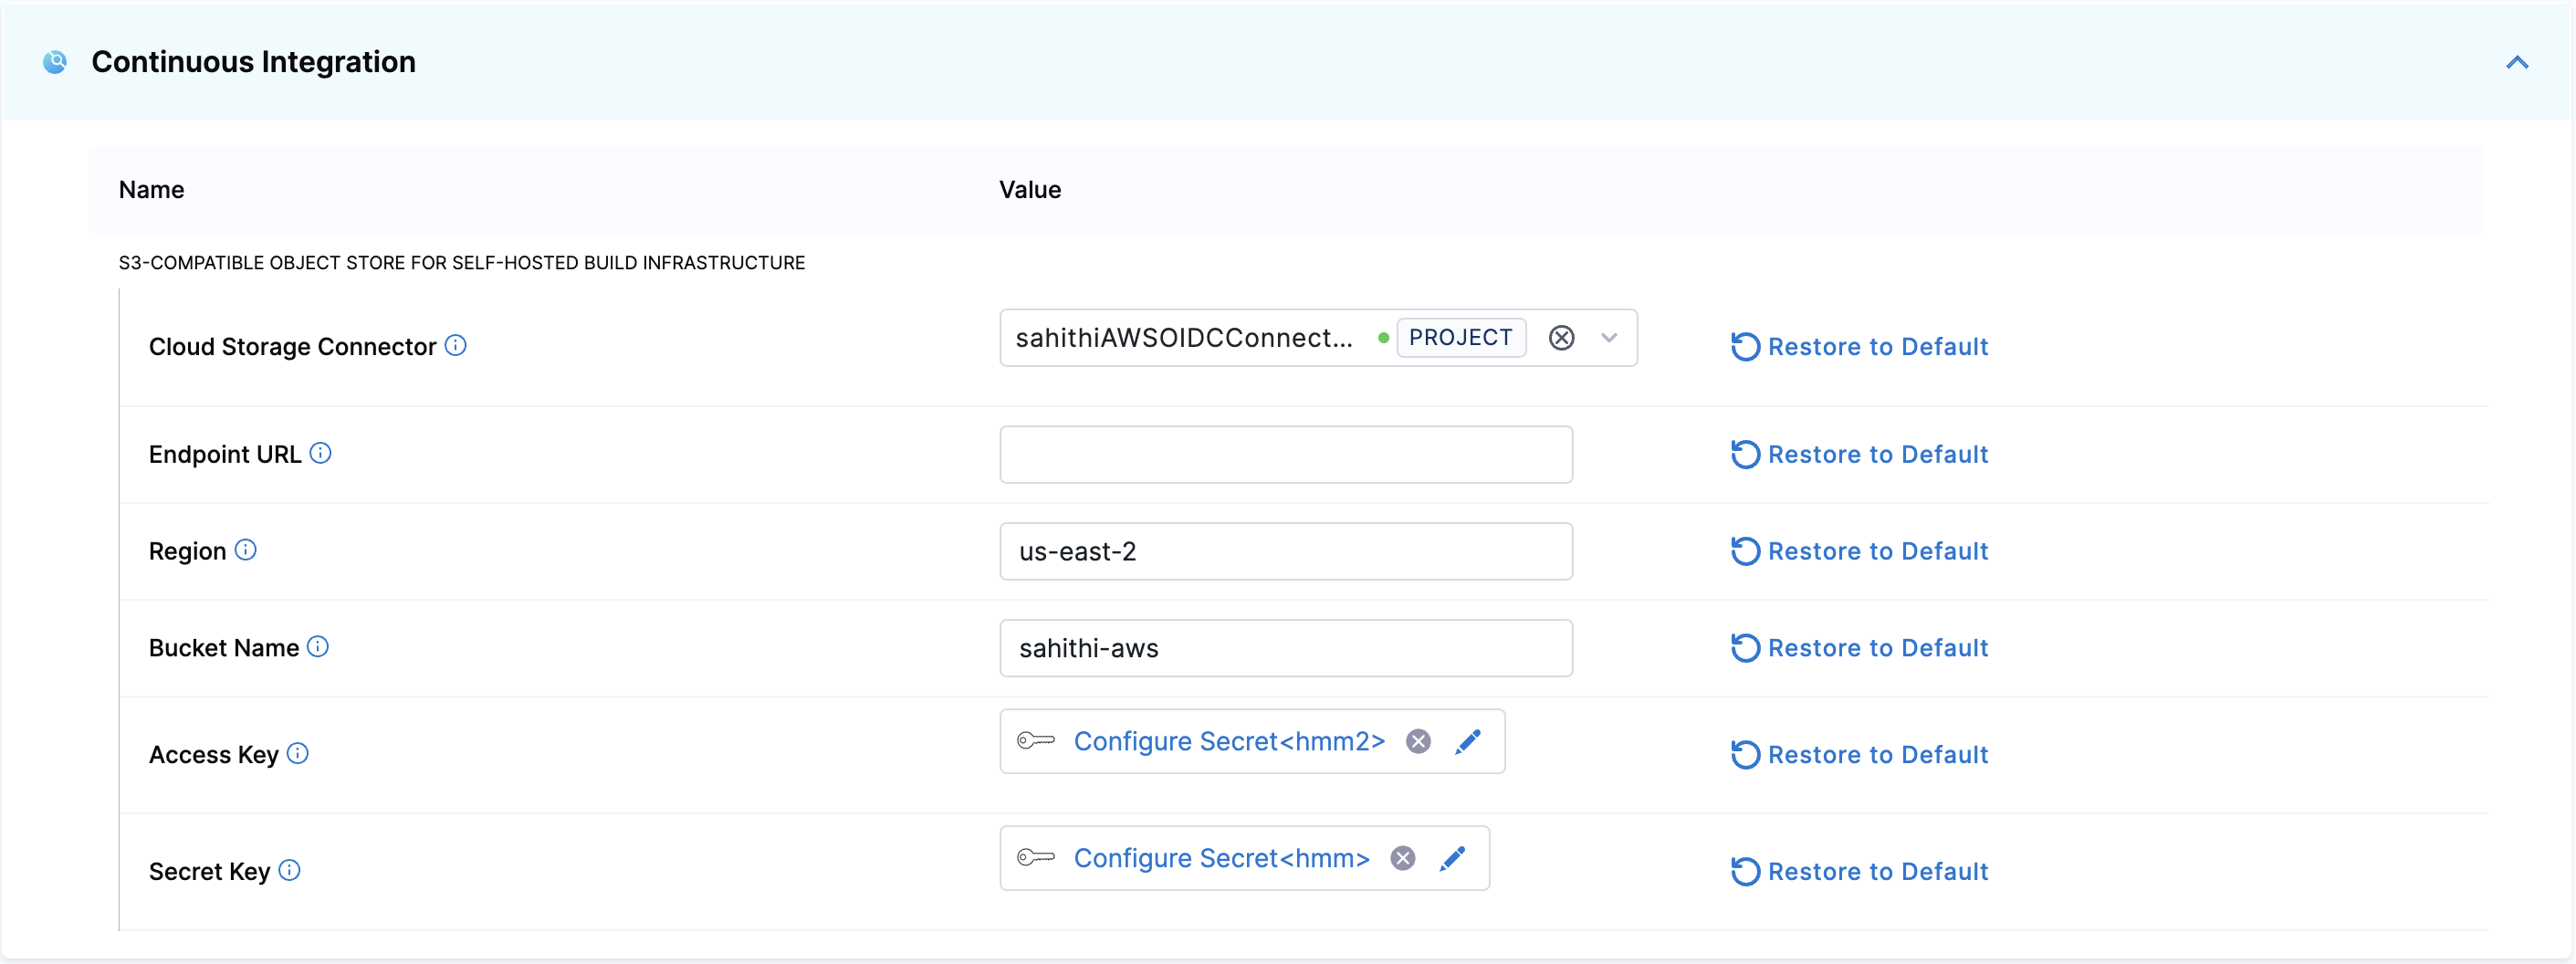 Continuous Integration
Name Value
S3-COMPATIBLE OBJECT STORE FOR SELF-HOSTED BUILD INFRASTRUCTURE
Cloud Storage Connector sahithiAWSOIDCConnect... PROJECT Restore to Default
Endpoint URL Restore to Default
Region us-east-2 Restore to Default
Bucket Name sahithi-aws Restore to Default
Access Key Configure Secret<hmm2> Restore to Default
Secret Key Configure Secret<hmm> Restore to Default